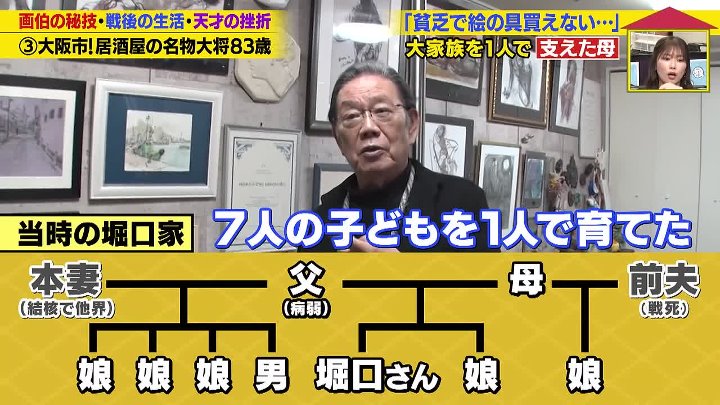 画伯の秘技・戦後の生活・天才の挫折
③大阪市！居酒屋の名物大将83歳
「貧乏で絵の具買えない…」
大家族を1人で 支えた母
当時の堀口家
7人の子どもを1人で育てた
本妻 父 母 前夫
(結核で他界) (病弱) (戦死)
娘 娘 娘 男 堀口さん 娘 娘